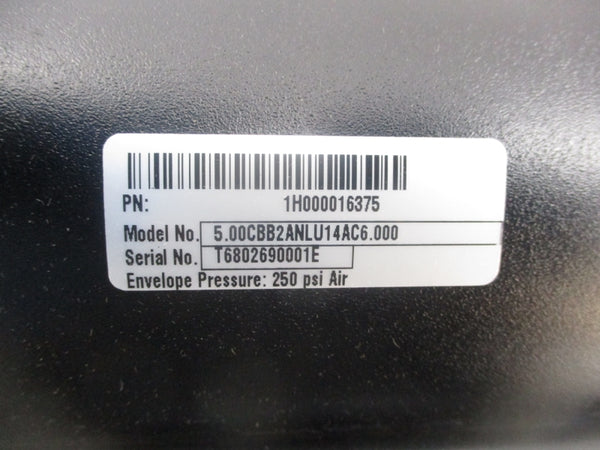 PN: 1H000016375
Model No. 5.00CBB2ANLU14AC6.000
Serial No. T6802690001E
Envelope Pressure: 250 psi Air